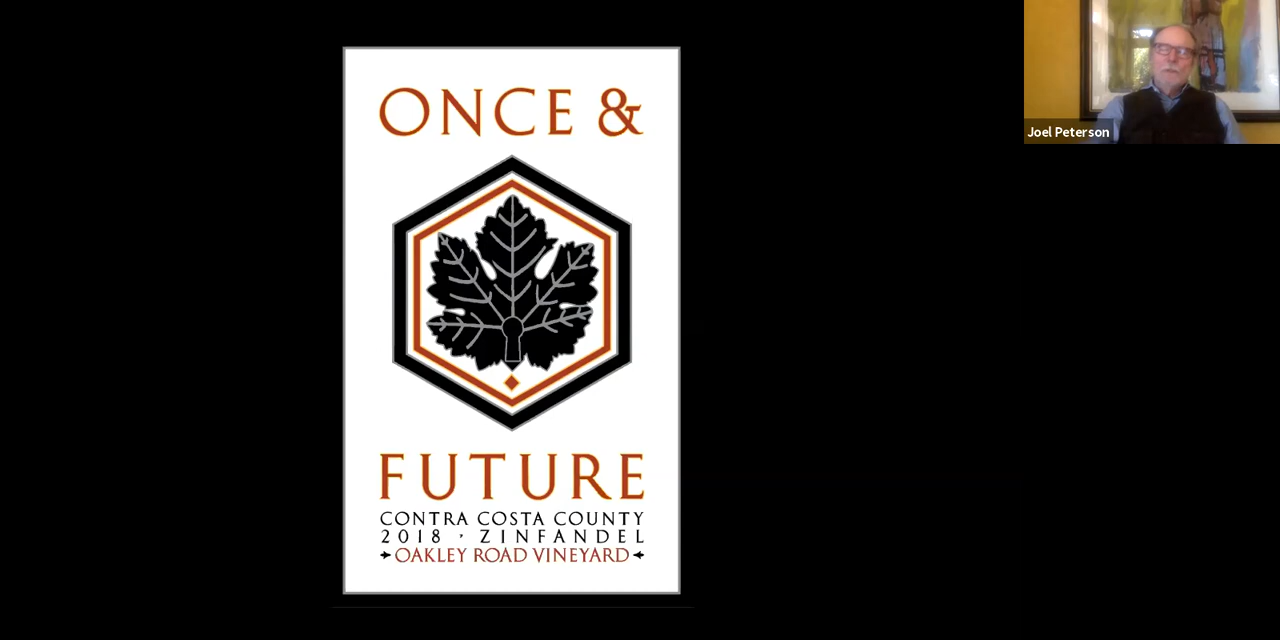 ONCE &
FUTURE
CONTRA COSTA COUNTY
2018 · ZINFANDEL
OAKLEY ROAD VINEYARD
Joel Peterson